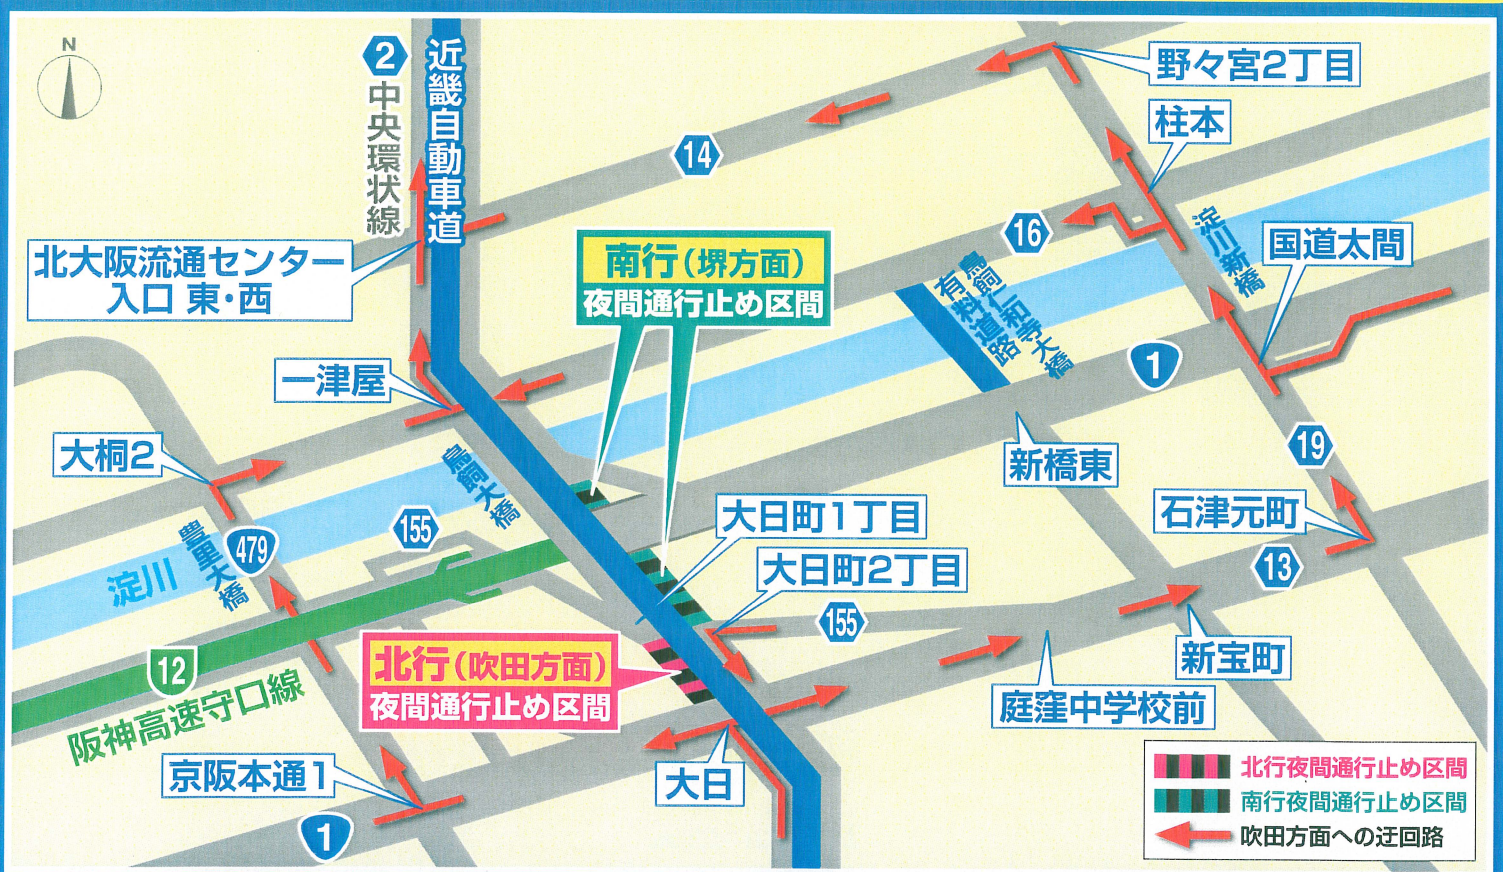 N
2
中央環状線
近畿自動車道
野々宮2丁目
柱本
14
16
淀川新橋
国道太間
北大阪流通センター
入口 東・西
南行(堺方面)
夜間通行止め区間
鳥飼仁和寺大橋
有料道路
1
一津屋
大桐2
鳥飼大橋
新橋東
19
石津元町
155
大日町1丁目
大日町2丁目
479
豊里大橋
淀川
13
155
12
阪神高速守口線
北行(吹田方面)
夜間通行止め区間
新宝町
庭窪中学校前
京阪本通1
大日
1
北行夜間通行止め区間
南行夜間通行止め区間
吹田方面への迂回路